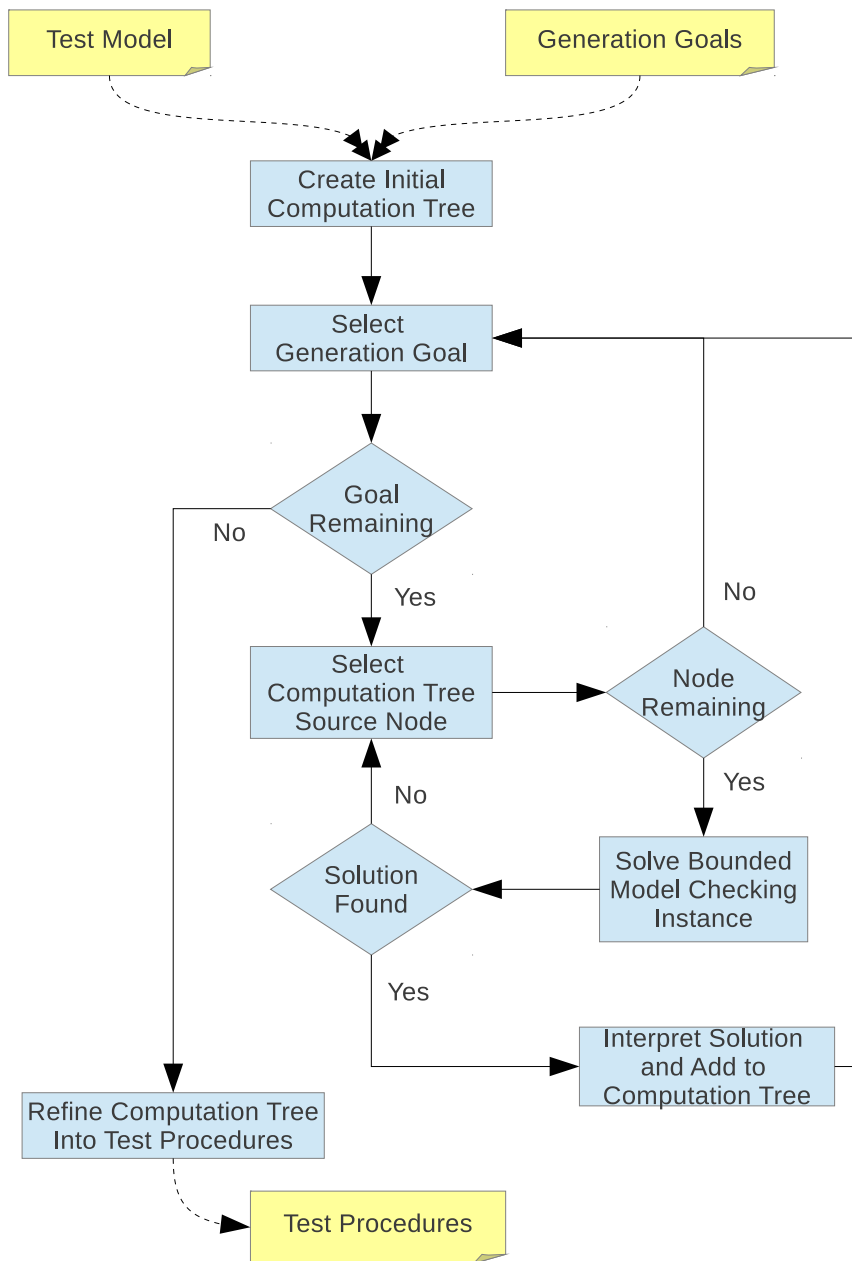 Test Model
Generation Goals
Create Initial
Computation Tree
Select
Generation Goal
Goal
Remaining
No
Yes
No
Select
Computation Tree
Source Node
Node
Remaining
Yes
No
Solution
Found
Solve Bounded
Model Checking
Instance
Yes
Interpret Solution
and Add to
Computation Tree
Refine Computation Tree
Into Test Procedures
Test Procedures